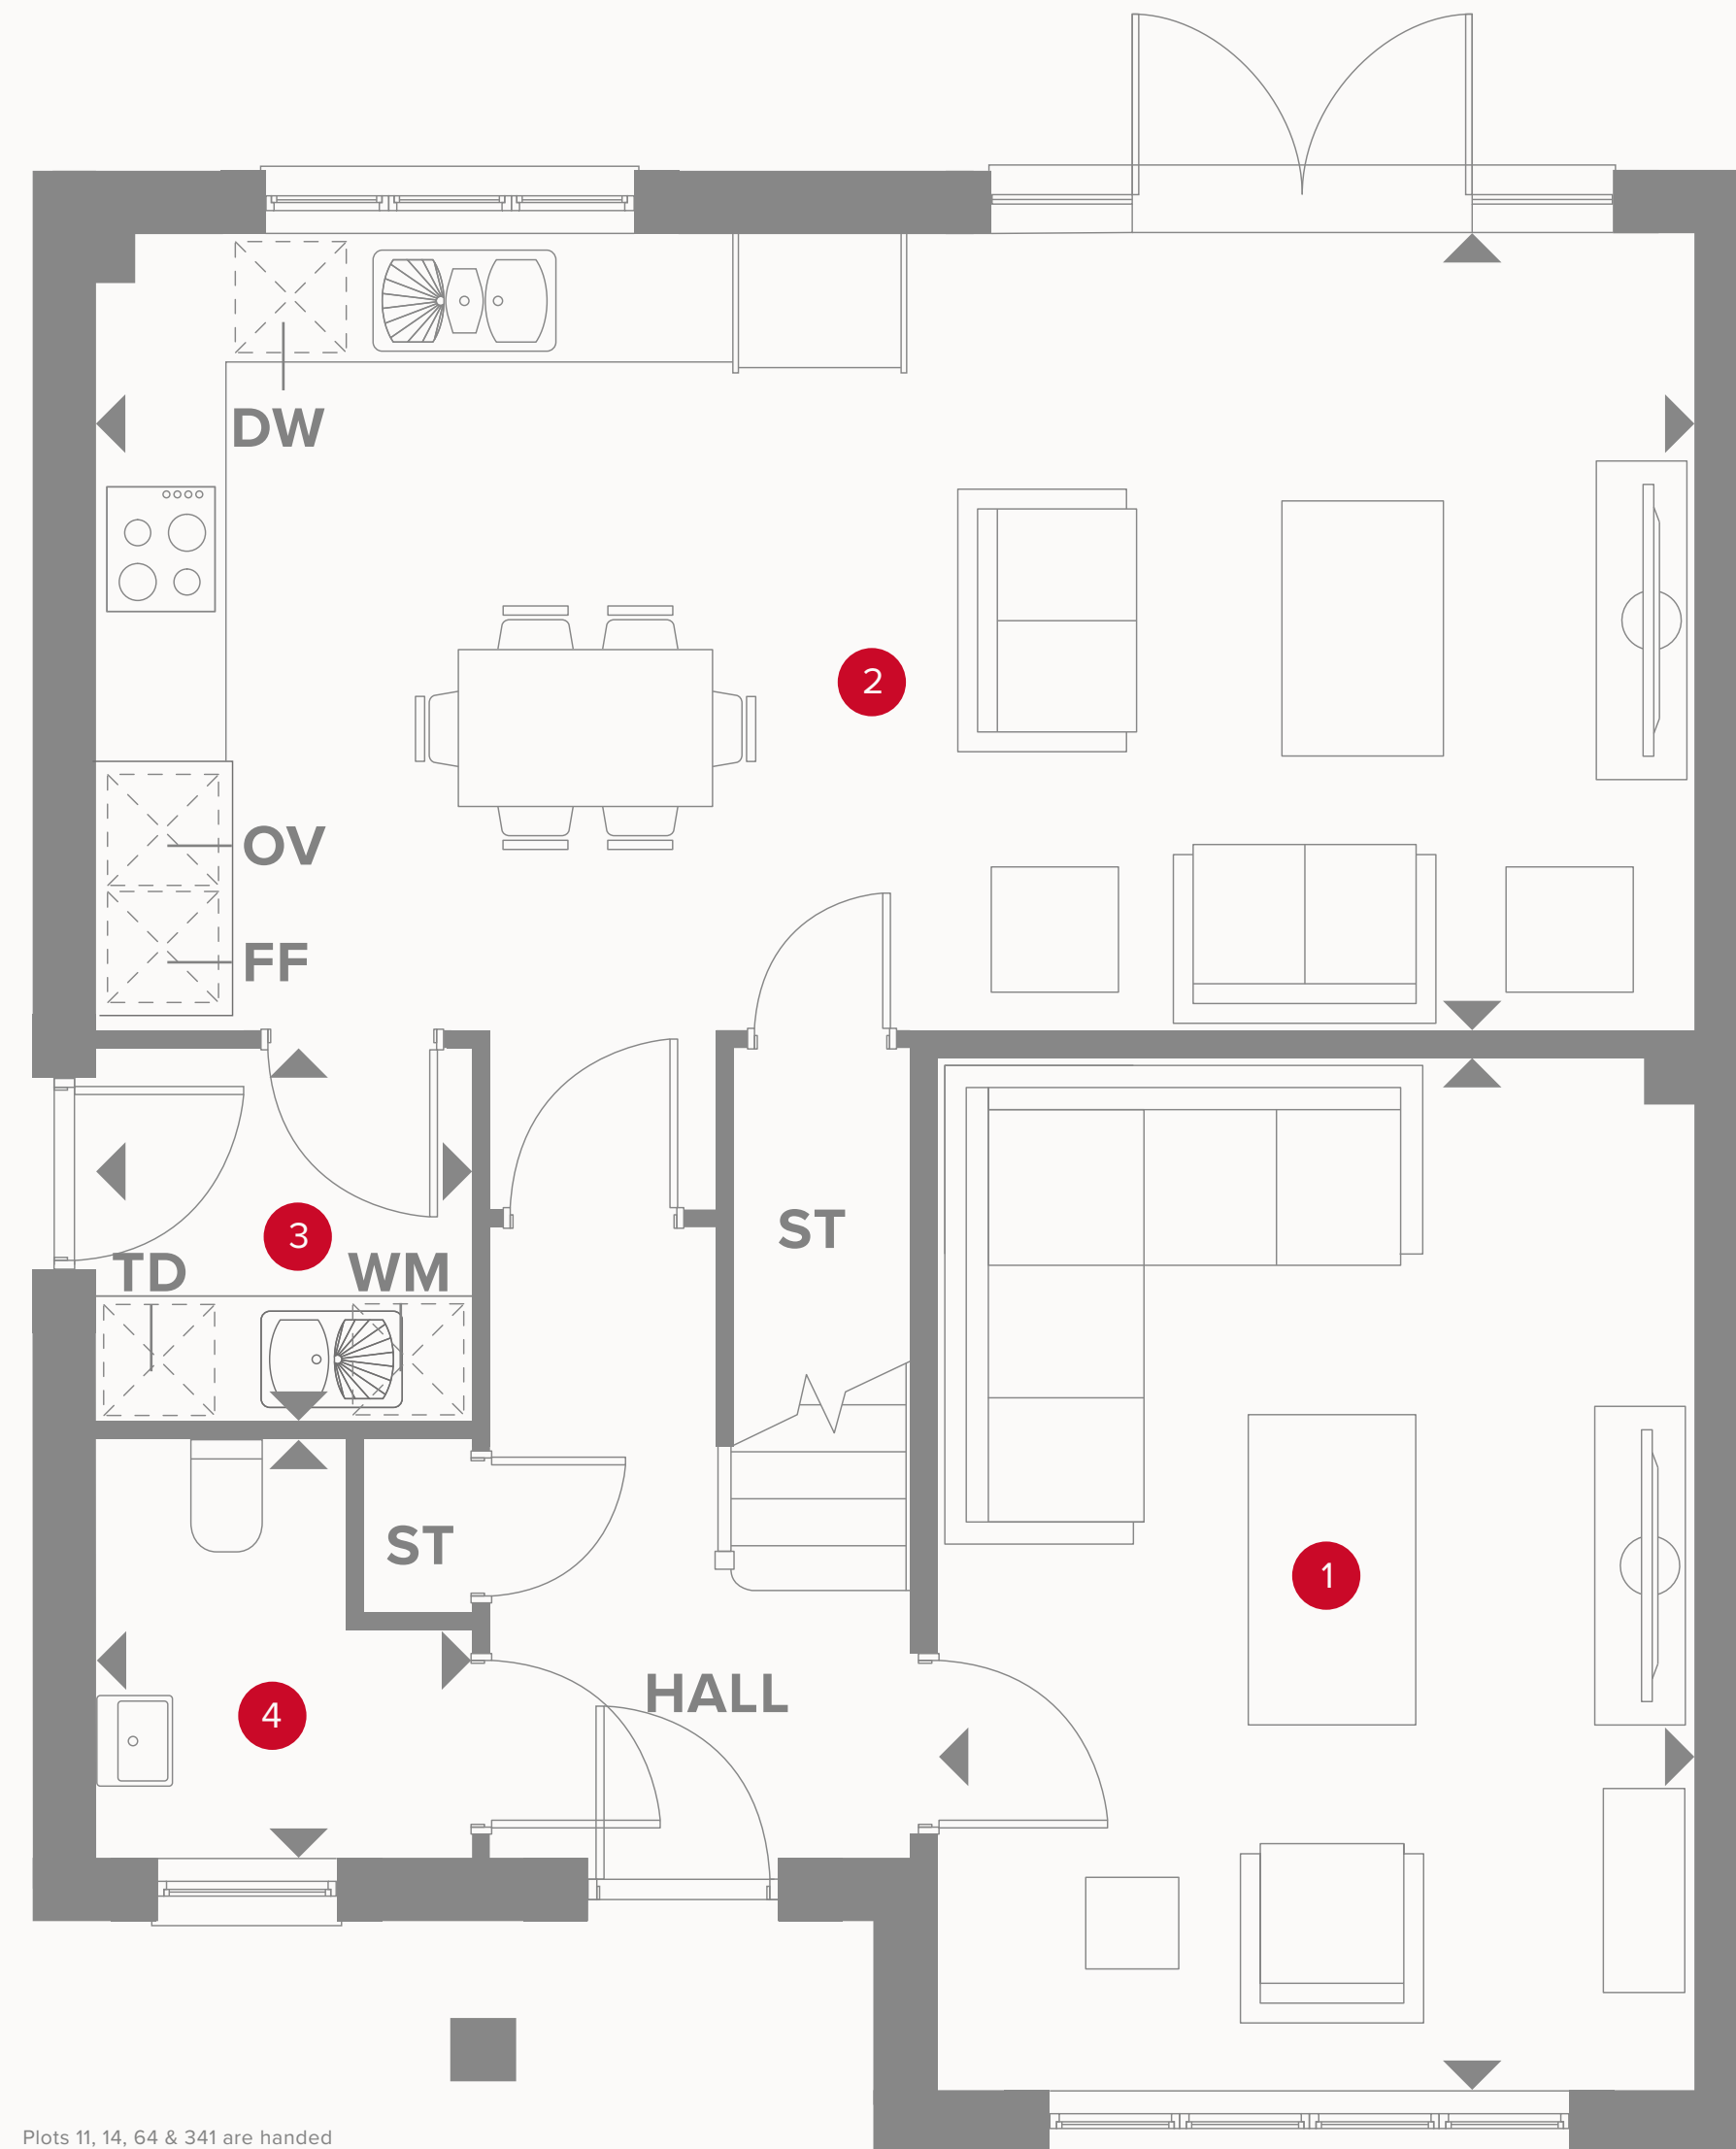 DW
2
OV
FF
3
TD
WM
ST
ST
1
HALL
4
Plots 11, 14, 64 & 341 are handed